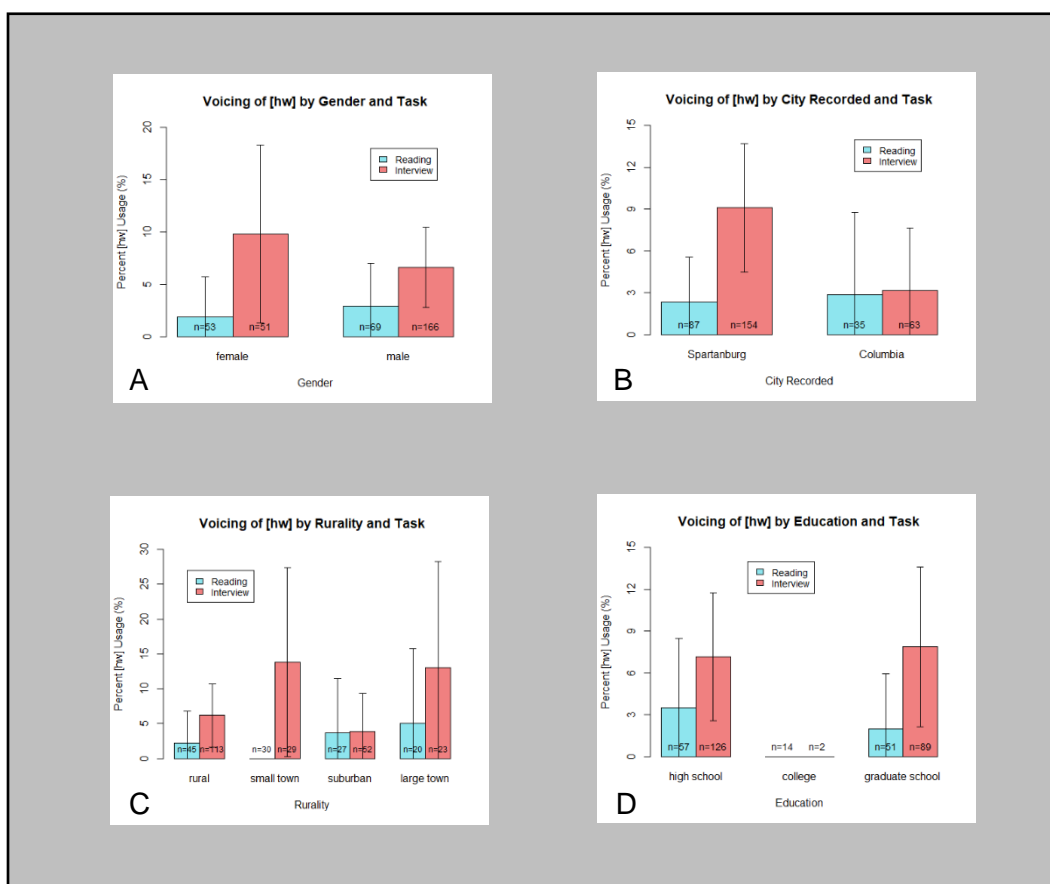 Voicing of [hw] by Gender and Task
Percent [hw] Usage (%)
20
15
10
5
0
Reading
Interview
n=53
n=51
n=69
n=166
female
male
Gender
A
Voicing of [hw] by City Recorded and Task
Percent [hw] Usage (%)
15
12
9
6
3
0
Reading
Interview
n=87
n=154
n=35
n=63
Spartanburg
Columbia
City Recorded
B
Voicing of [hw] by Rurality and Task
Percent [hw] Usage (%)
30
25
20
15
10
5
0
Reading
Interview
n=45
n=113
n=30
n=29
n=27
n=52
n=20
n=23
rural
small town
suburban
large town
Rurality
C
Voicing of [hw] by Education and Task
Percent [hw] Usage (%)
15
12
9
6
3
0
Reading
Interview
n=57
n=126
n=14
n=2
n=51
n=89
high school
college
graduate school
Education
D